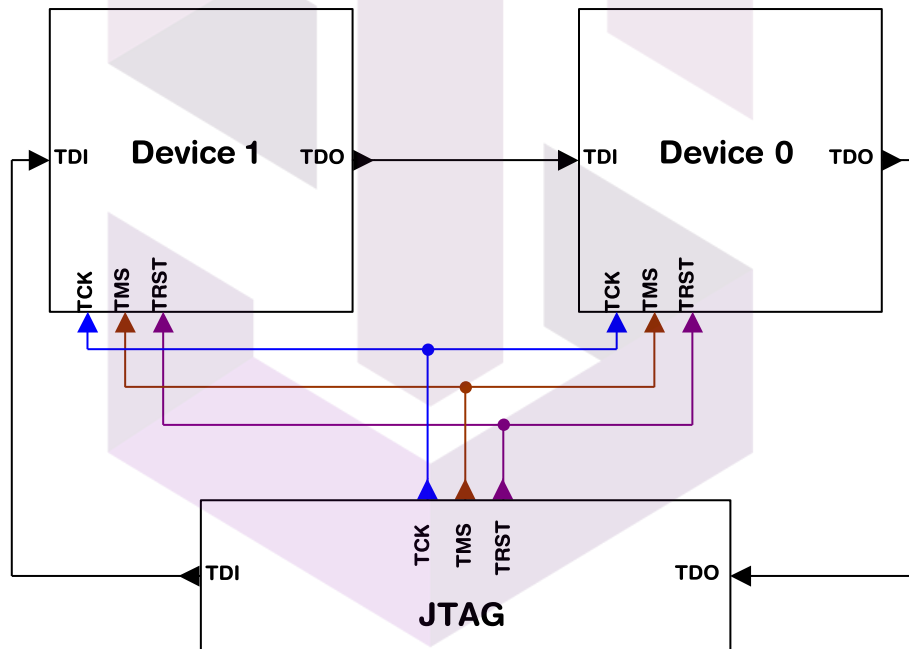 TDI
Device 1
TDO
TDI
Device 0
TDO
TCK
TMS
TRST
TCK
TMS
TRST
TCK
TMS
TRST
TDI
TDO
JTAG